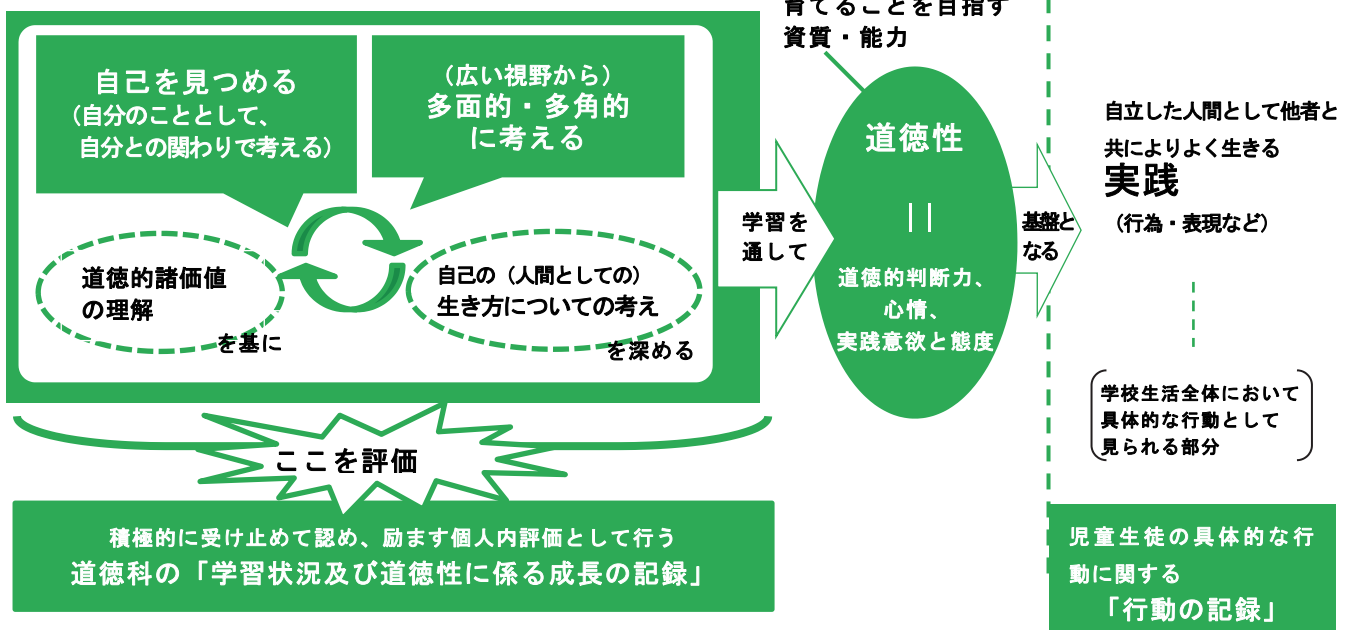 自己を見つめる
(自分のこととして、
自分との関わりで考える)
(広い視野から)
多面的・多角的
に考える
道徳的諸価値
の理解
を基に
自己の(人間としての)
生き方についての考え
を深める
学習を
通して
育てることを目指す
資質・能力
道徳性
||
道徳的判断力、
心情、
実践意欲と態度
基盤と
なる
自立した人間として他者と
共によりよく生きる
実践
(行為・表現など)
学校生活全体において
具体的な行動として
見られる部分
ここを評価
積極的に受け止めて認め、励ます個人内評価として行う
道徳科の「学習状況及び道徳性に係る成長の記録」
児童生徒の具体的な行
動に関する
「行動の記録」